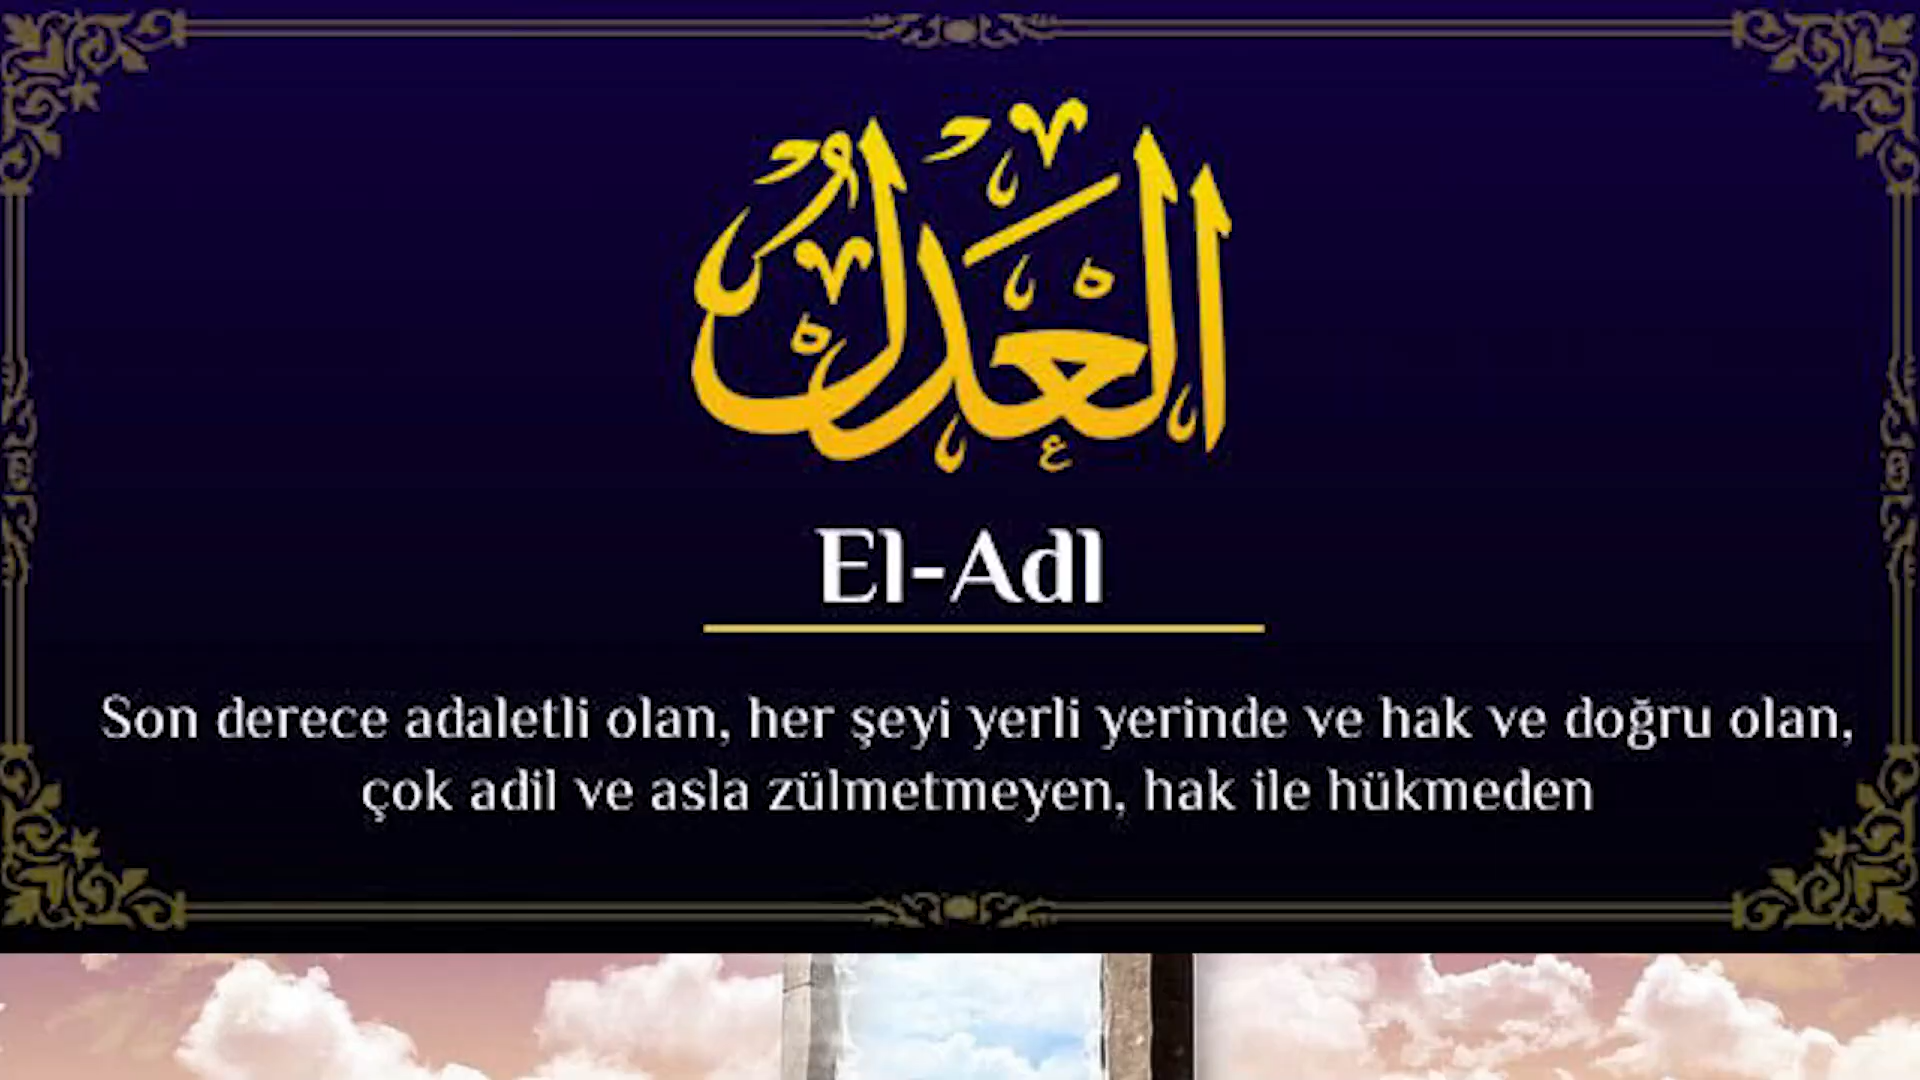 الْعَدْلُ
El-Adl
Son derece adaletli olan, her şeyi yerli yerinde ve hak ve doğru olan,
çok adil ve asla zülmetmeyen, hak ile hükmeden